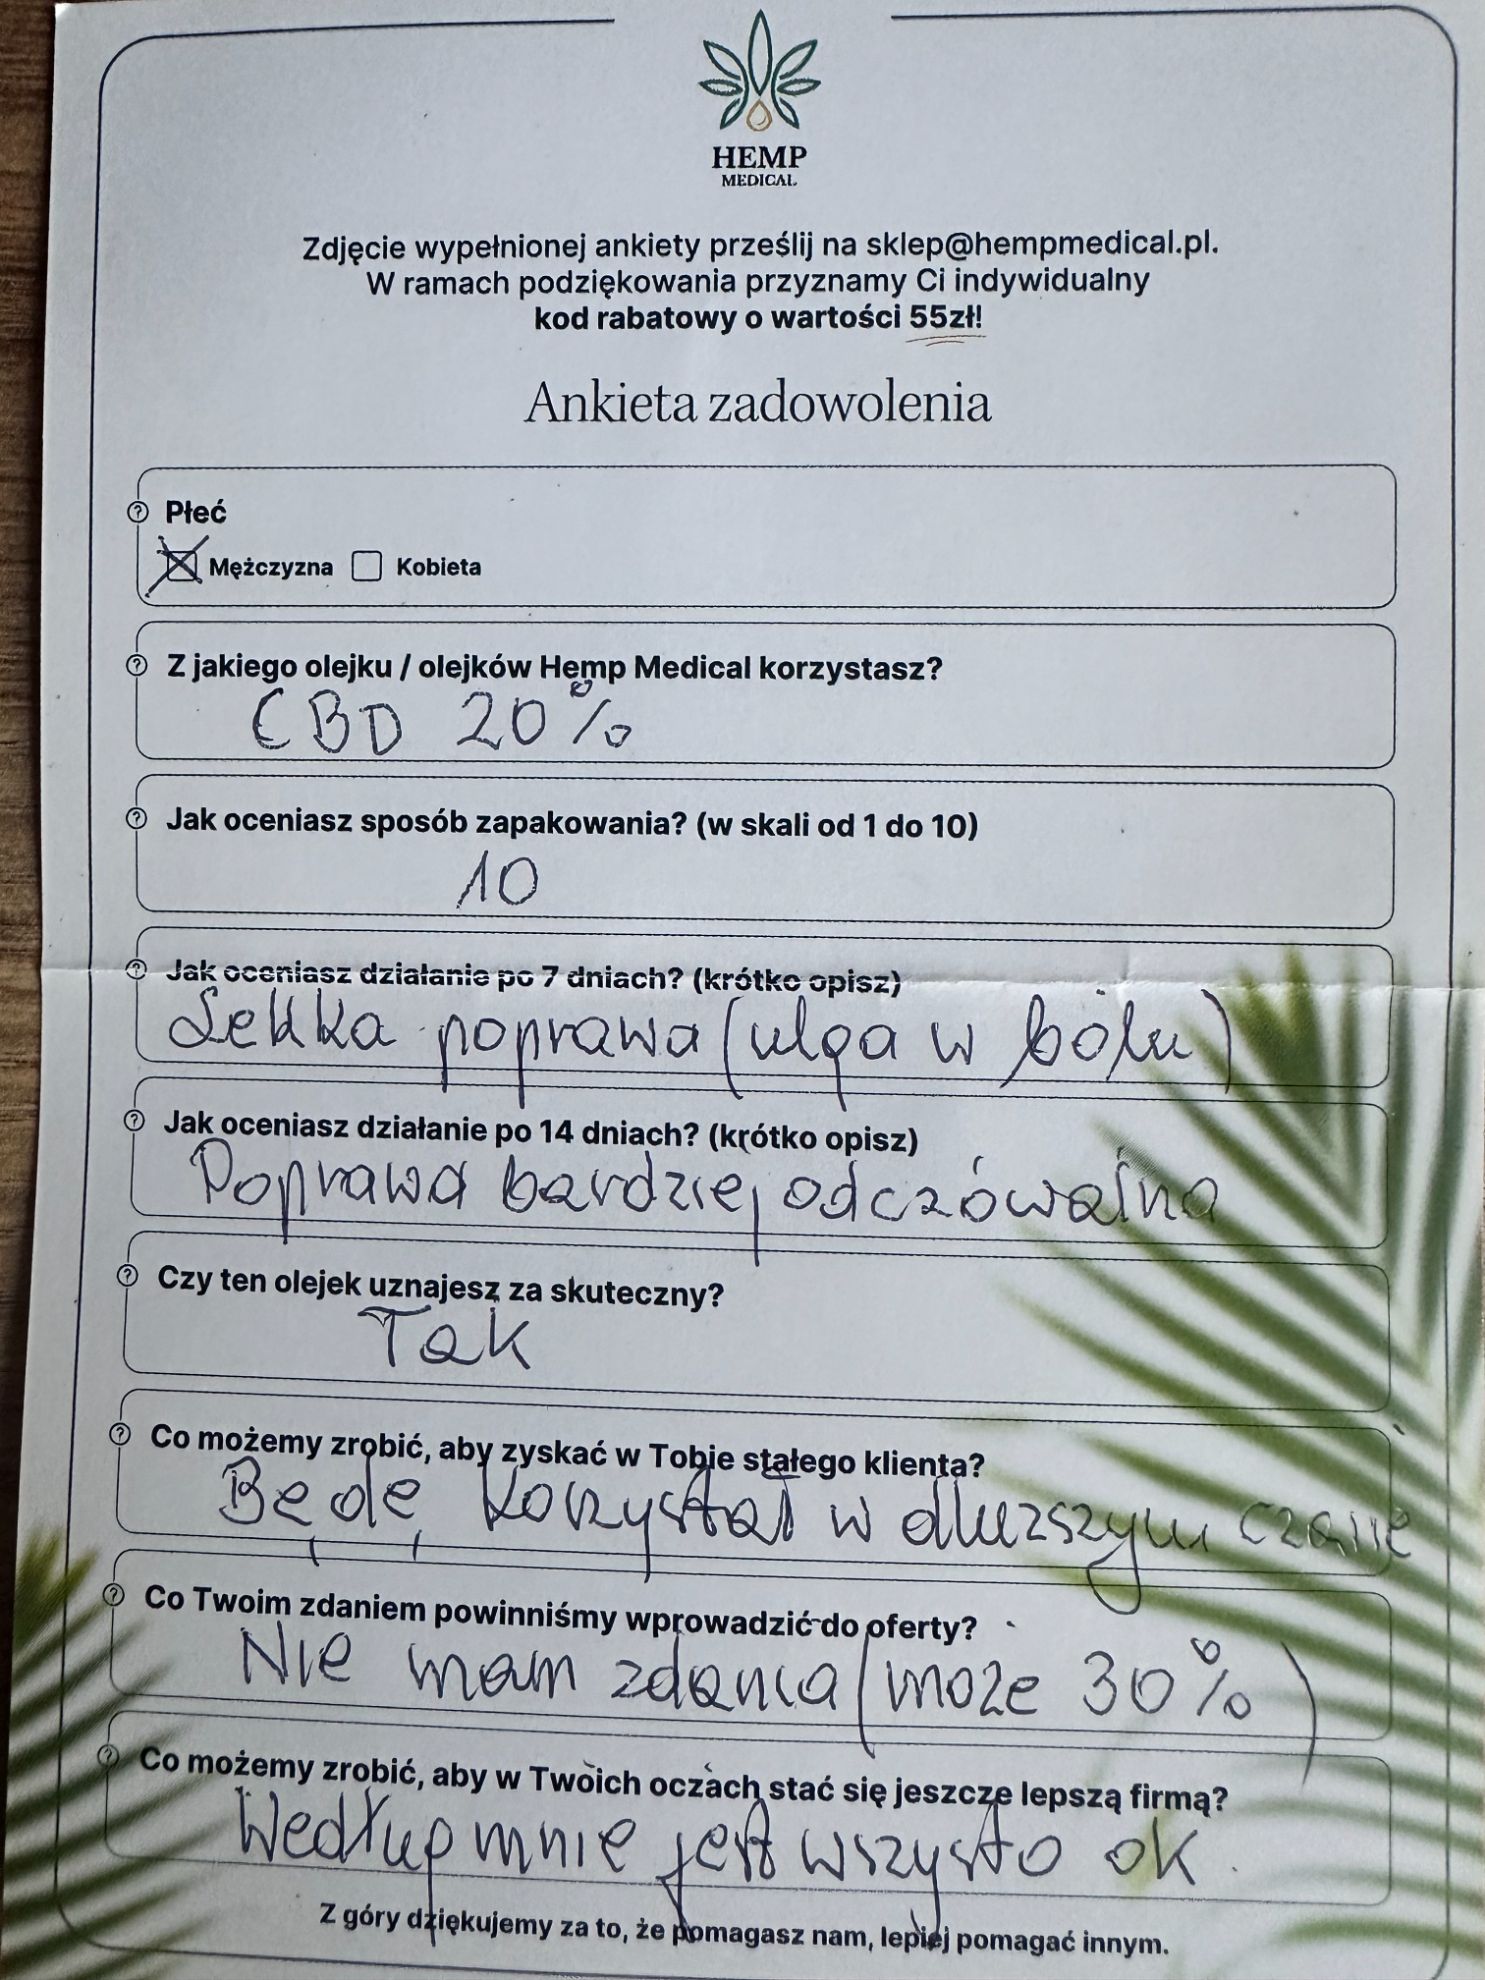 HEMP
MEDICAL
Zdjęcie wypełnionej ankiety prześlij na sklep@hempmedical.pl.
W ramach podziękowania przyznamy Ci indywidualny
kod rabatowy o wartości 55zł!
Ankieta zadowolenia
Płeć
Mężczyzna Kobieta
Z jakiego olejku / olejków Hemp Medical korzystasz?
CBD 20%
Jak oceniasz sposób zapakowania? (w skali od 1 do 10)
10
Jak oceniasz działanie po 7 dniach? (krótko opisz)
Lekka poprawa (ulga w bólu)
Jak oceniasz działanie po 14 dniach? (krótko opisz)
Poprawa bardziej odczówalna
Czy ten olejek uznajesz za skuteczny?
Tak
Co możemy zrobić, aby zyskać w Tobie stałego klienta?
Będę korzystał w dluzszym czasie
Co Twoim zdaniem powinniśmy wprowadzić do oferty?
Nie mam zdania (może 30%)
Co możemy zrobić, aby w Twoich oczach stać się jeszcze lepszą firmą?
Wedłup mnie jest wszysto ok.
Z góry dziękujemy za to, że pomagasz nam, lepiej pomagać innym.